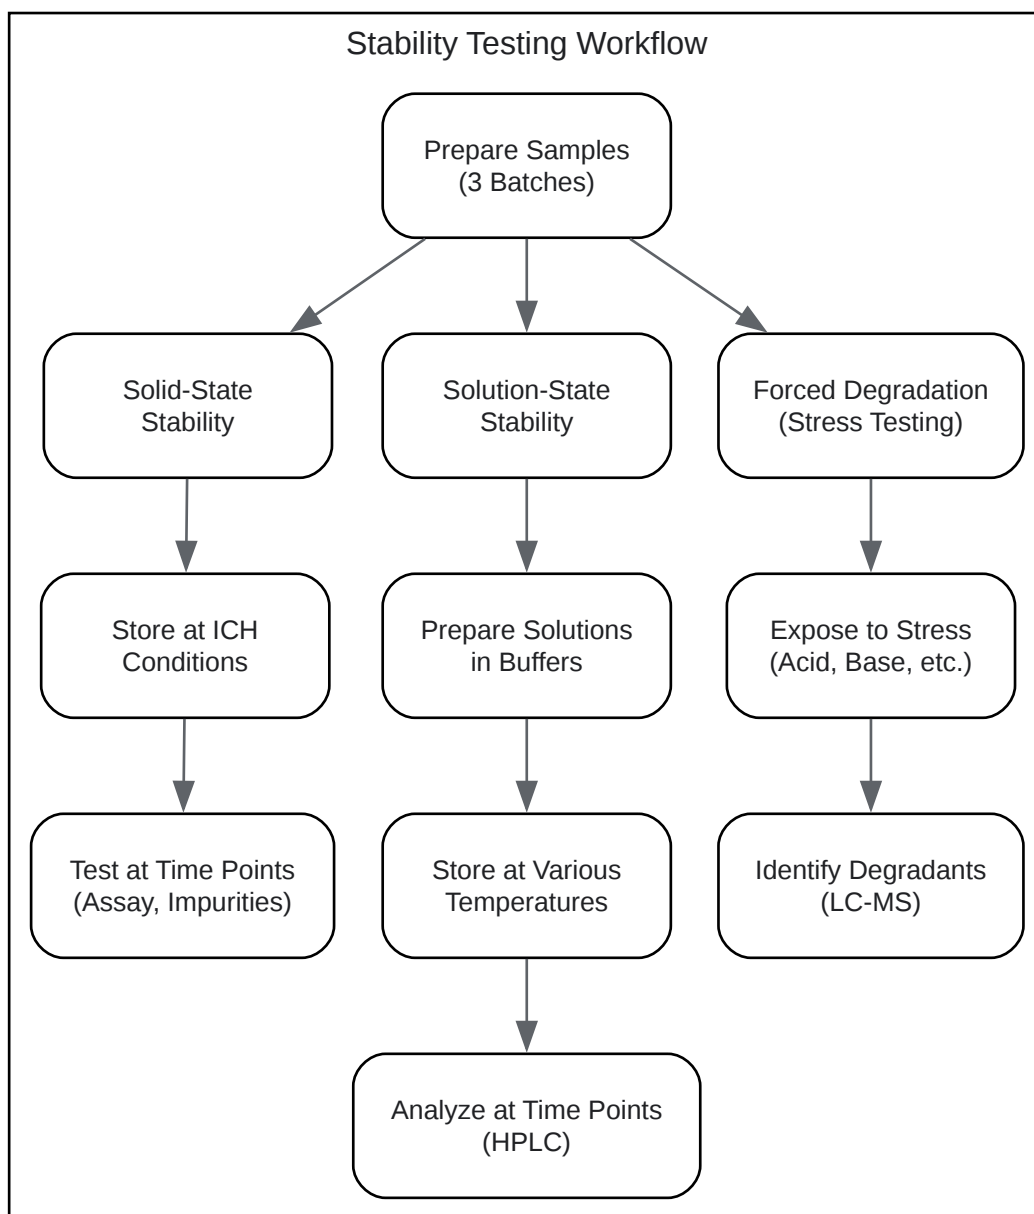 Stability Testing Workflow
Prepare Samples
(3 Batches)
Solid-State
Stability
Solution-State
Stability
Forced Degradation
(Stress Testing)
Store at ICH
Conditions
Prepare Solutions
in Buffers
Expose to Stress
(Acid, Base, etc.)
Test at Time Points
(Assay, Impurities)
Store at Various
Temperatures
Identify Degradants
(LC-MS)
Analyze at Time Points
(HPLC)